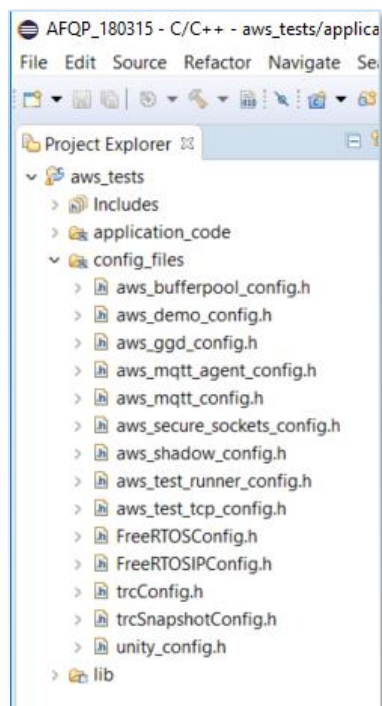 AFQP_180315 - C/C++ - aws_tests/applica
File Edit Source Refactor Navigate Sea
Project Explorer
aws_tests
Includes
application_code
config_files
aws_bufferpool_config.h
aws_demo_config.h
aws_ggd_config.h
aws_mqtt_agent_config.h
aws_mqtt_config.h
aws_secure_sockets_config.h
aws_shadow_config.h
aws_test_runner_config.h
aws_test_tcp_config.h
FreeRTOSConfig.h
FreeRTOSIPConfig.h
trcConfig.h
trcSnapshotConfig.h
unity_config.h
lib